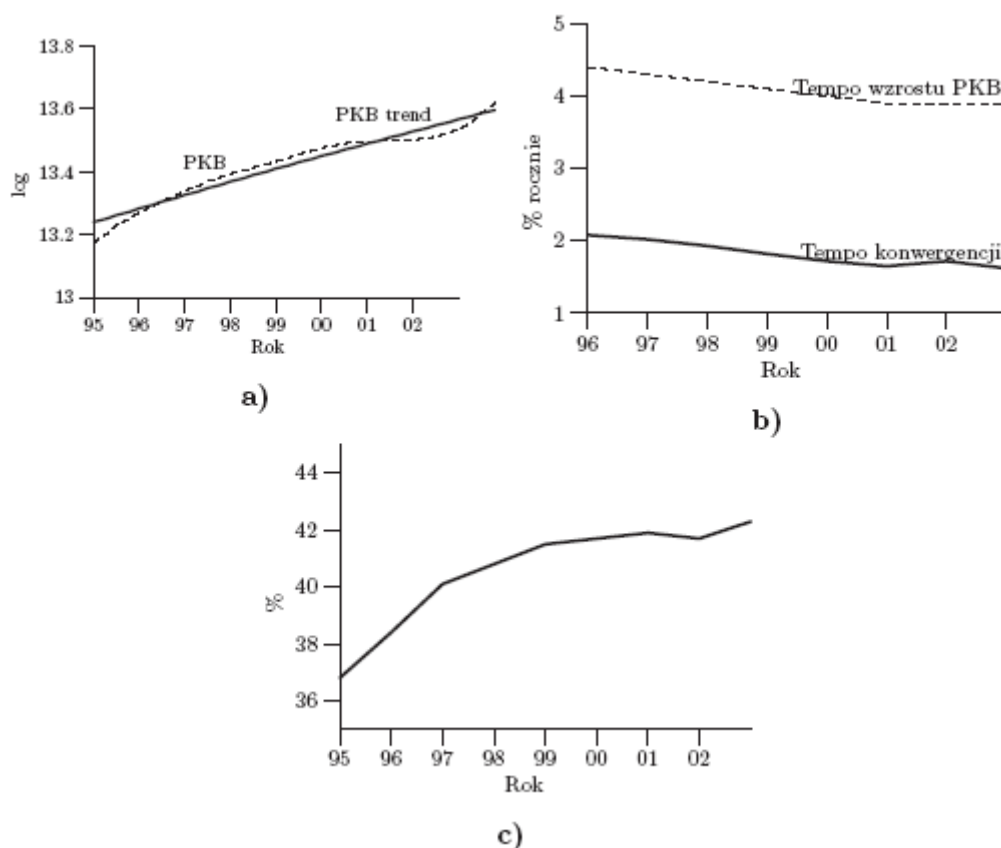 13.8
13.6
13.4
13.2
13
log
PKB trend
PKB
95 96 97 98 99 00 01 02
Rok
a)
5
4
3
2
1
% rocznie
Tempo wzrostu PKB
Tempo konwergencji
96 97 98 99 00 01 02
Rok
b)
44
42
40
38
36
%
95 96 97 98 99 00 01 02
Rok
c)